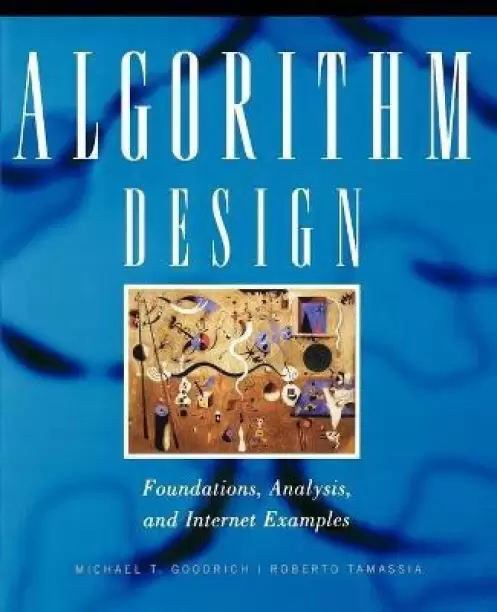 ALGORITHM
DESIGN
Foundations, Analysis,
and Internet Examples
MICHAEL T. GOODRICH | ROBERTO TAMASSIA